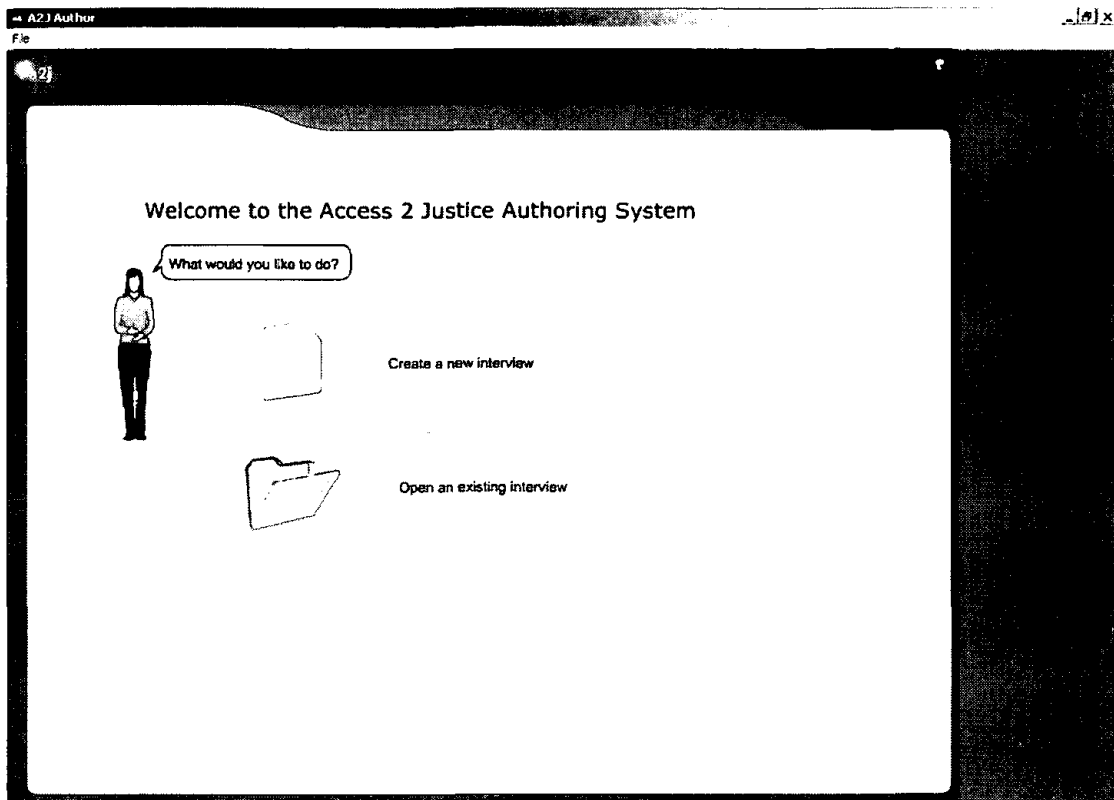 A2J Author
File
2j
Welcome to the Access 2 Justice Authoring System
What would you like to do?
Create a new interview
Open an existing interview